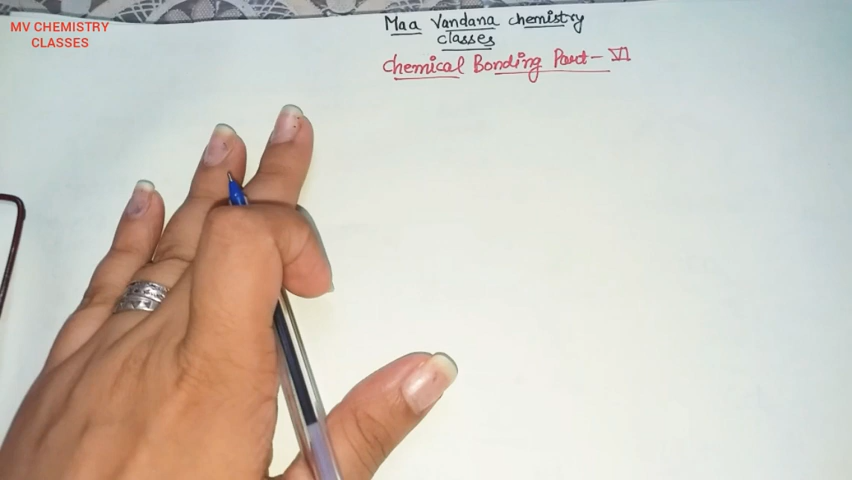 MV CHEMISTRY
CLASSES
Maa Vandana chemistry
classes
Chemical Bonding Part - VI